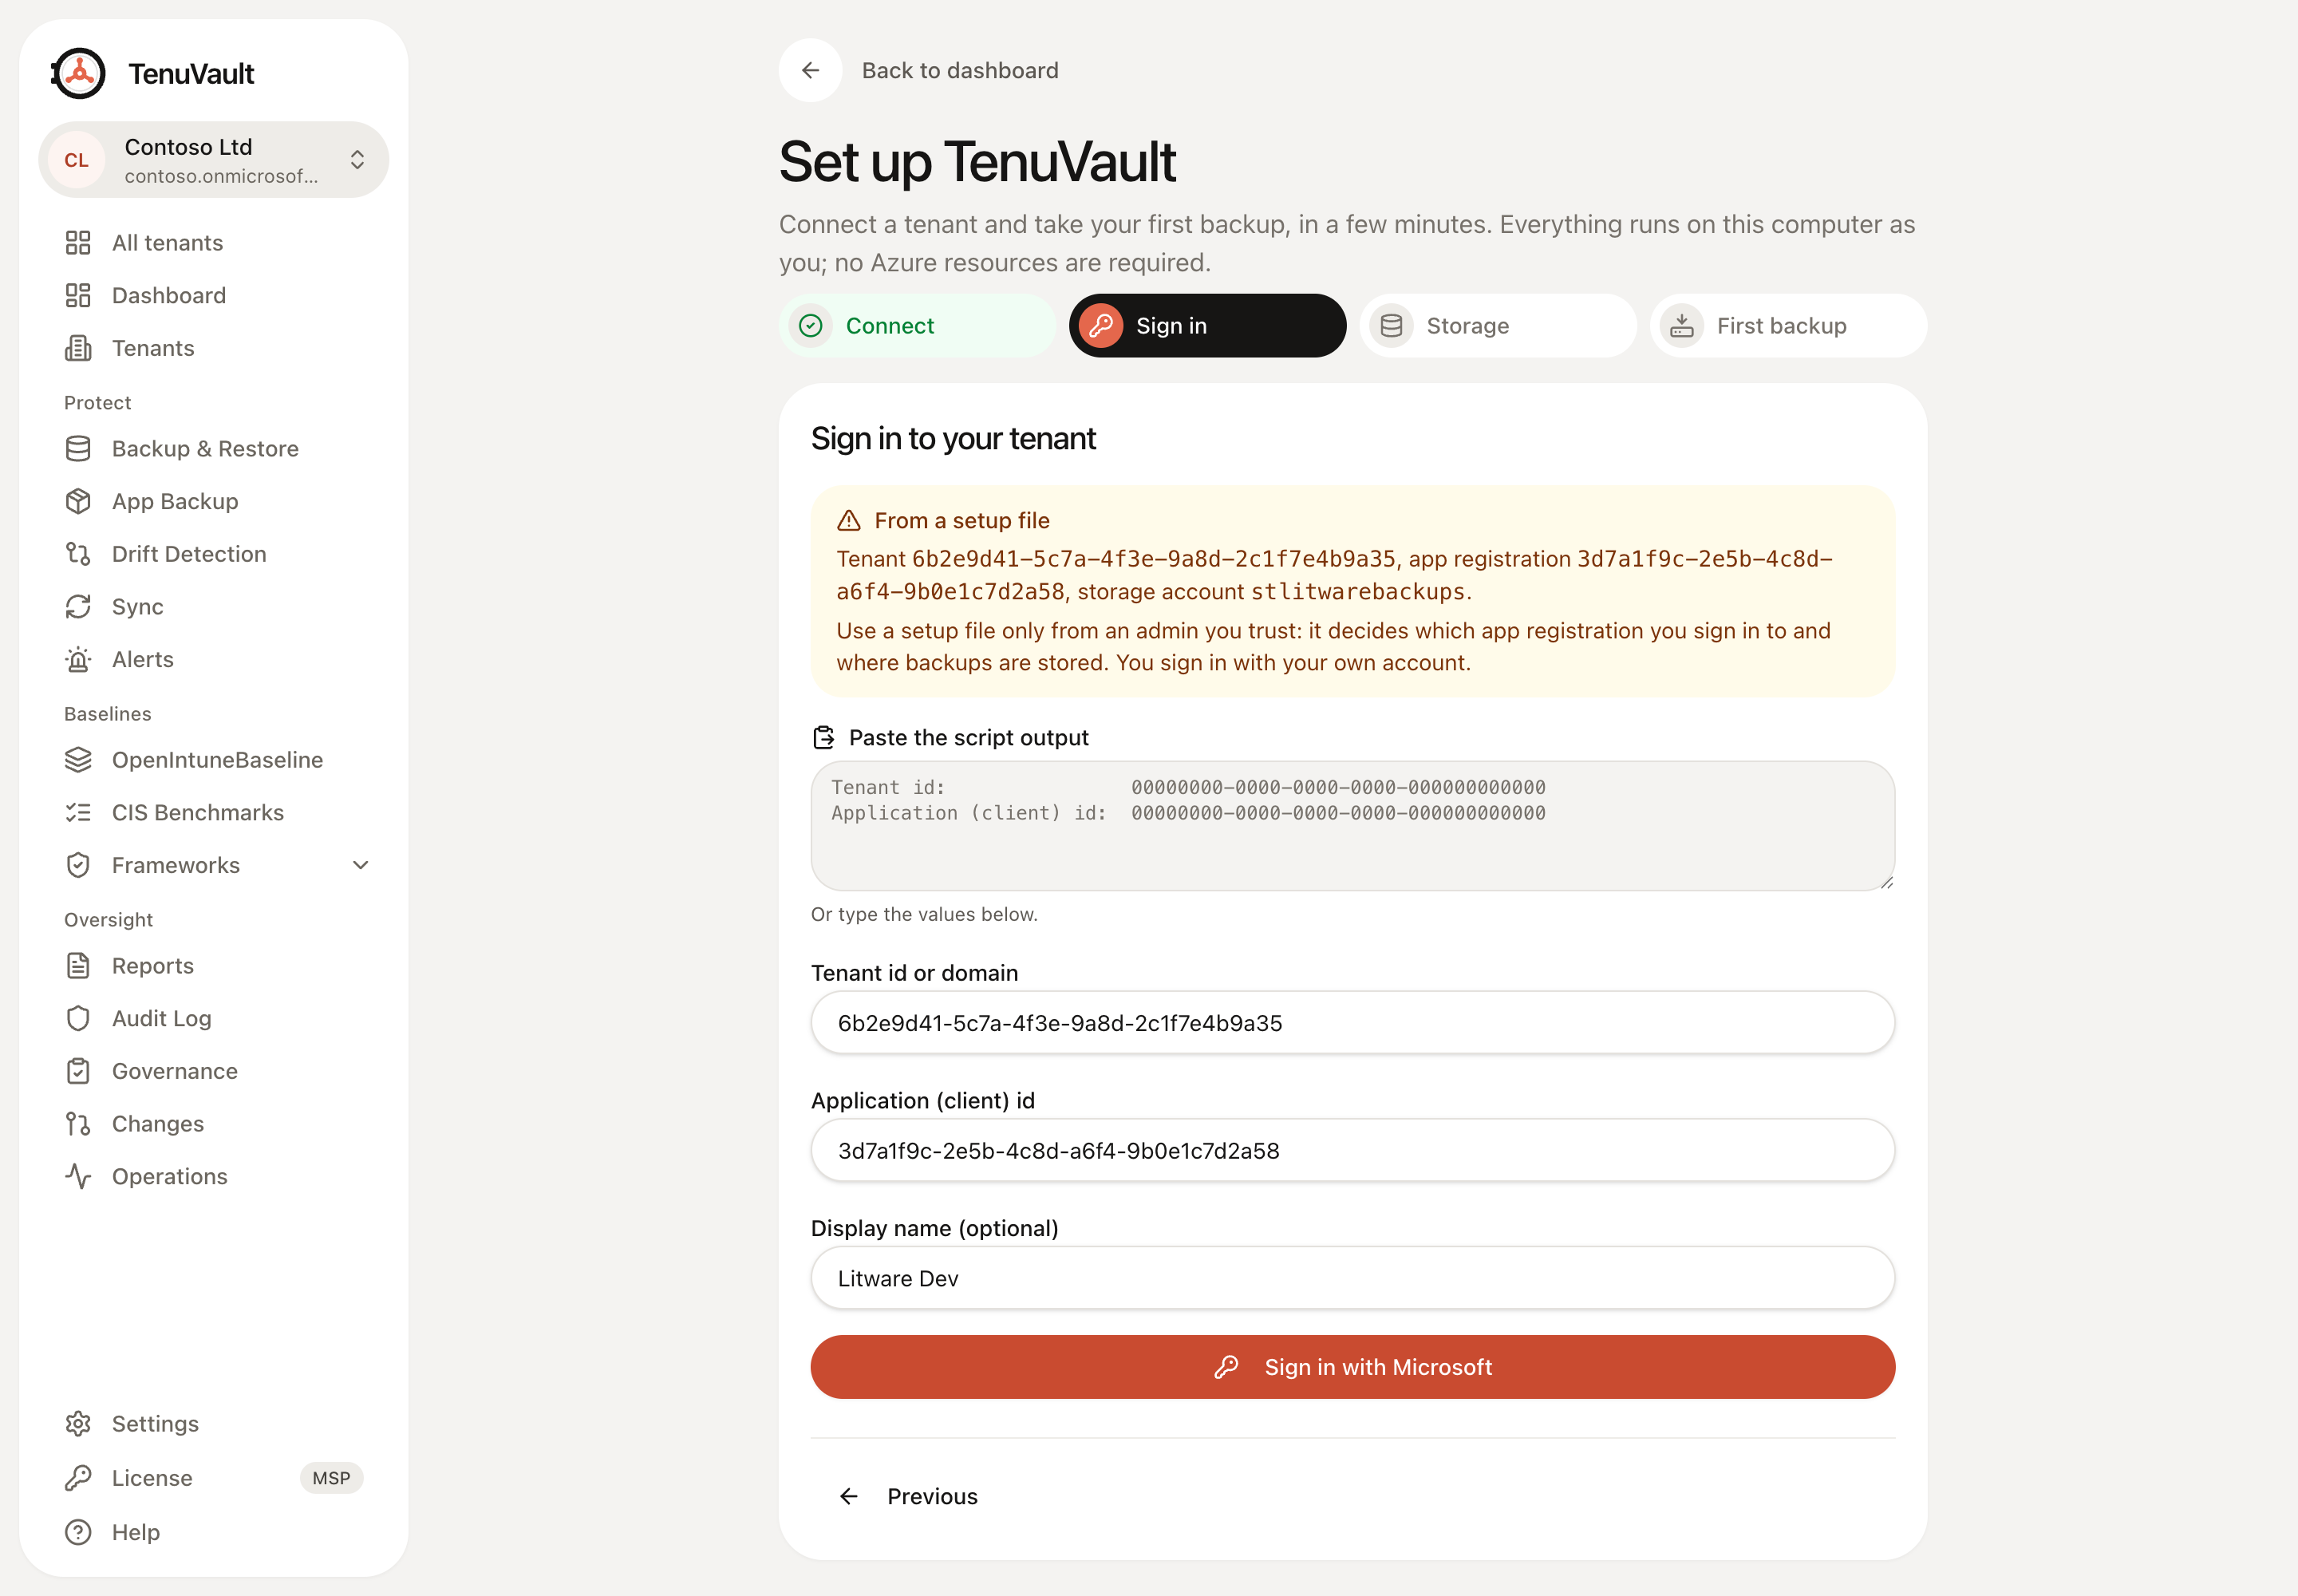 TenuVault
CL
Contoso Ltd
contoso.onmicrosof...
All tenants
Dashboard
Tenants
Protect
Backup & Restore
App Backup
Drift Detection
Sync
Alerts
Baselines
OpenIntuneBaseline
CIS Benchmarks
Frameworks
Oversight
Reports
Audit Log
Governance
Changes
Operations
Settings
License
MSP
Help
Back to dashboard
Set up TenuVault
Connect a tenant and take your first backup, in a few minutes. Everything runs on this computer as
you; no Azure resources are required.
Connect
Sign in
Storage
First backup
Sign in to your tenant
From a setup file
Tenant 6b2e9d41-5c7a-4f3e-9a8d-2c1f7e4b9a35, app registration 3d7a1f9c-2e5b-4c8d-
a6f4-9b0e1c7d2a58, storage account stlitwarebackups.
Use a setup file only from an admin you trust: it decides which app registration you sign in to and
where backups are stored. You sign in with your own account.
Paste the script output
Tenant id: 00000000-0000-0000-0000-000000000000
Application (client) id: 00000000-0000-0000-0000-000000000000
Or type the values below.
Tenant id or domain
6b2e9d41-5c7a-4f3e-9a8d-2c1f7e4b9a35
Application (client) id
3d7a1f9c-2e5b-4c8d-a6f4-9b0e1c7d2a58
Display name (optional)
Litware Dev
Sign in with Microsoft
Previous